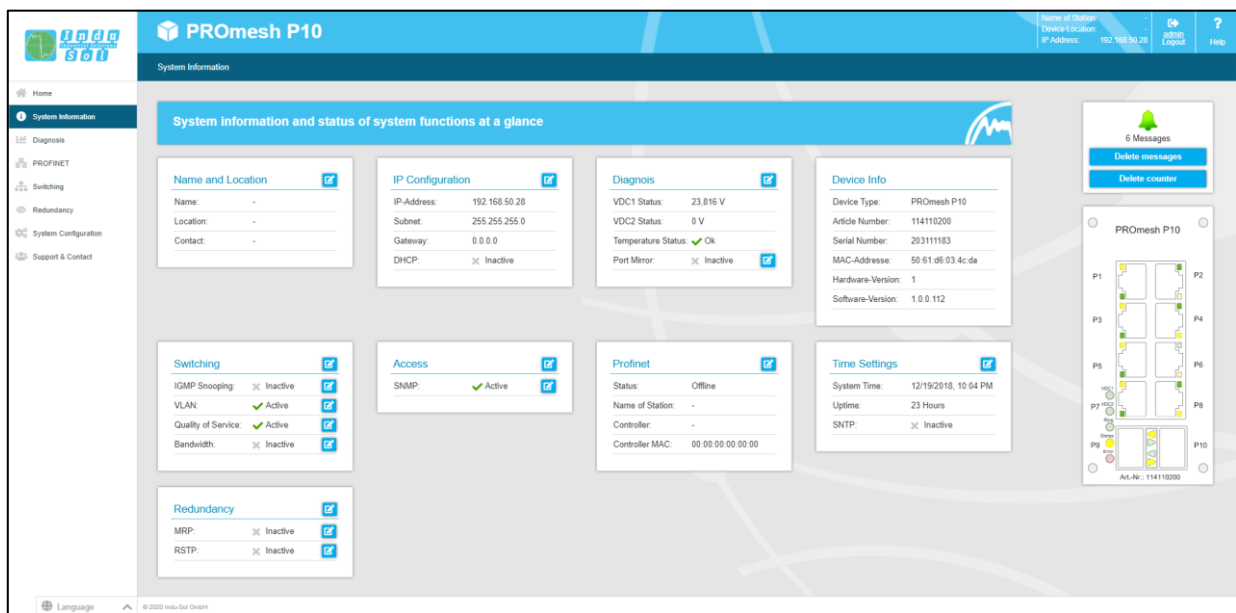 Indu
Industrial Solutions
Sol
PROmesh P10
Name of Station: -
Device Location: -
IP Address: 192.168.50.28
admin
Logout
?
Help
System Information
Home
System Information
Diagnosis
PROFINET
Switching
Redundancy
System Configuration
Support & Contact
System information and status of system functions at a glance
Name and Location
Name: -
Location: -
Contact: -
IP Configuration
IP-Address: 192.168.50.28
Subnet: 255.255.255.0
Gateway: 0.0.0.0
DHCP: Inactive
Diagnois
VDC1 Status: 23,816 V
VDC2 Status: 0 V
Temperature Status: Ok
Port Mirror: Inactive
Device Info
Device Type: PROmesh P10
Article Number: 114110200
Serial Number: 203111183
MAC-Addresse: 50:61:d6:03:4c:da
Hardware-Version: 1
Software-Version: 1.0.0.112
Switching
IGMP Snooping: Inactive
VLAN: Active
Quality of Service: Active
Bandwidth: Inactive
Access
SNMP: Active
Profinet
Status: Offline
Name of Station: -
Controller: -
Controller MAC: 00:00:00:00:00:00
Time Settings
System Time: 12/19/2018, 10:04 PM
Uptime: 23 Hours
SNTP: Inactive
Redundancy
MRP: Inactive
RSTP: Inactive
6 Messages
Delete messages
Delete counter
PROmesh P10
P1 P2
P3 P4
P5 P6
VDC1
P7 VDC2 P8
Ring
Status
P9 P10
Error
Art.-Nr.: 114110200
Language
© 2020 Indu-Sol GmbH